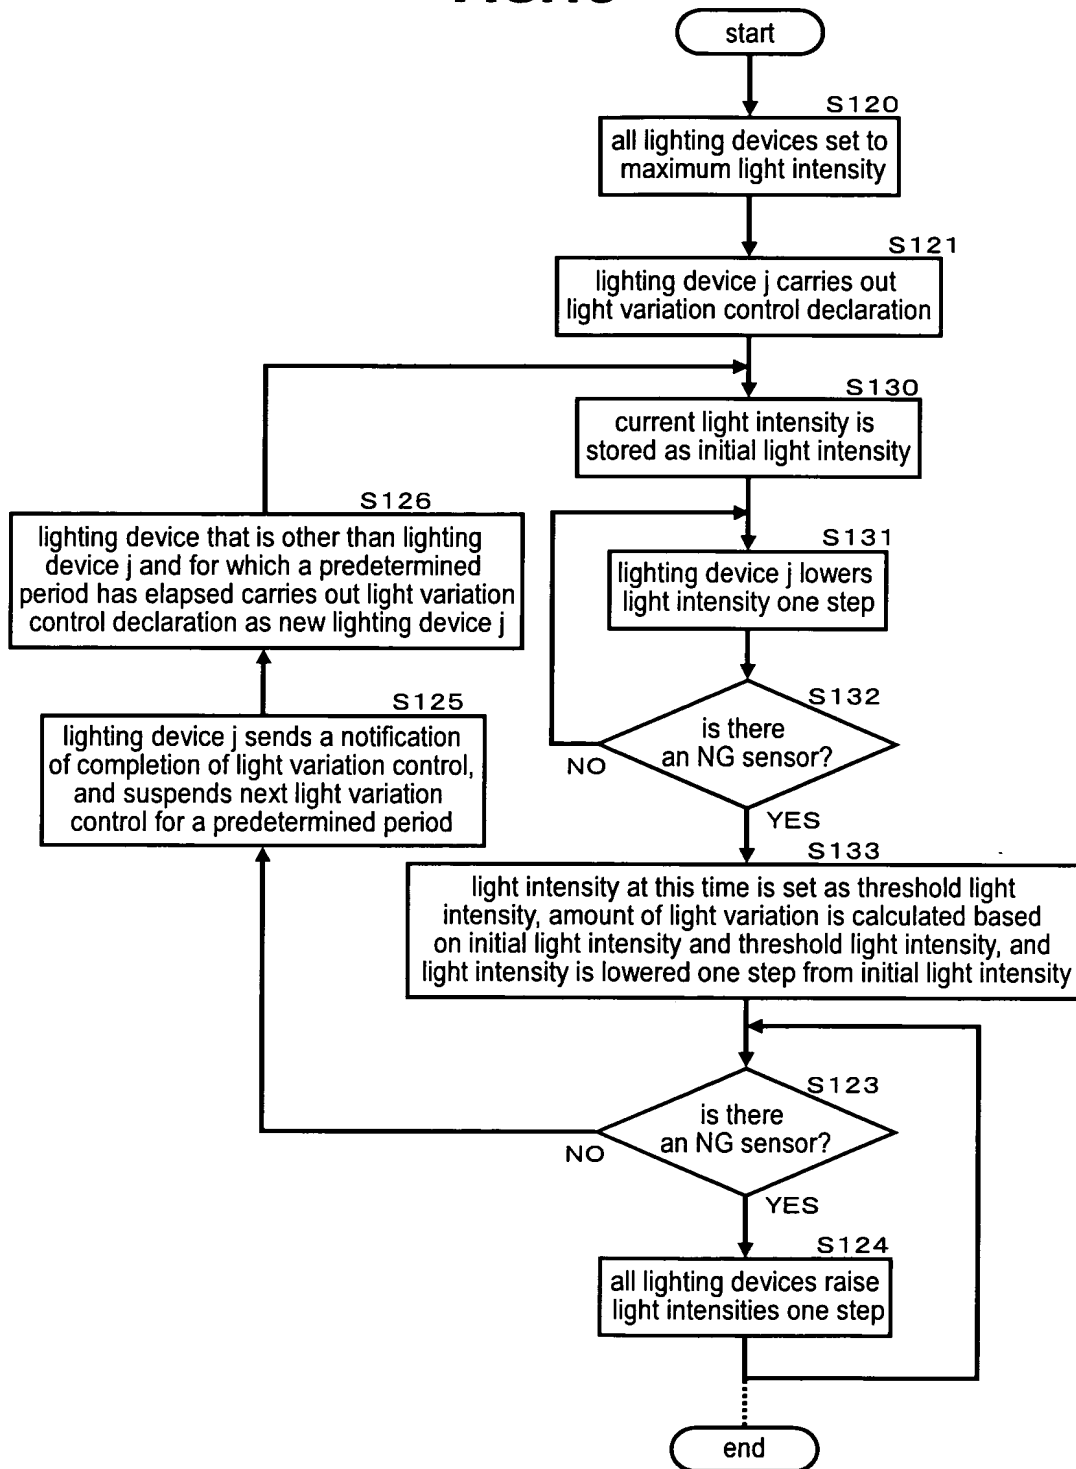 start
S120
all lighting devices set to
maximum light intensity
S121
lighting device j carries out
light variation control declaration
S130
current light intensity is
stored as initial light intensity
S126
lighting device that is other than lighting
device j and for which a predetermined
period has elapsed carries out light variation
control declaration as new lighting device j
S131
lighting device j lowers
light intensity one step
S132
is there
an NG sensor?
NO
YES
S125
lighting device j sends a notification
of completion of light variation control,
and suspends next light variation
control for a predetermined period
S133
light intensity at this time is set as threshold light
intensity, amount of light variation is calculated based
on initial light intensity and threshold light intensity, and
light intensity is lowered one step from initial light intensity
S123
is there
an NG sensor?
NO
YES
S124
all lighting devices raise
light intensities one step
end